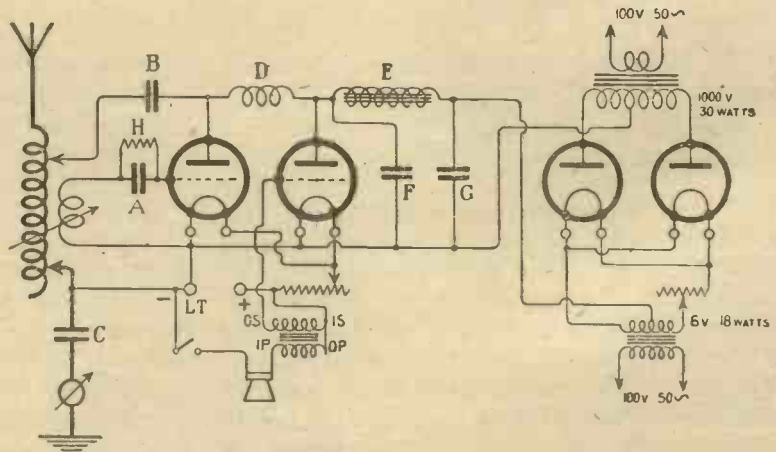 100V 50~
B
D
E
1000 V
30 WATTS
H
A
F
G
- LT +
OS IS
IP OP
C
6V 18 WATTS
100V 50~